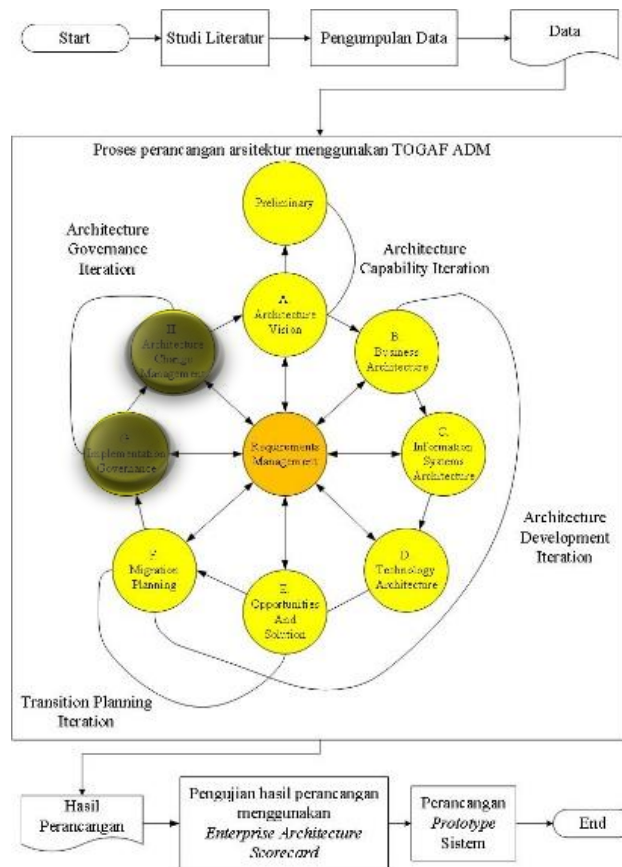 Start
Studi Literatur
Pengumpulan Data
Data
Proses perancangan arsitektur menggunakan TOGAF ADM
Preliminary
Architecture
Governance
Iteration
Architecture
Capability Iteration
A.
Architecture
Vision
H.
Architecture
Change
Management
B.
Business
Architecture
G.
Implementation
Governance
Requirements
Management
C.
Information
Systems
Architecture
Architecture
Development
Iteration
F.
Migration
Planning
E.
Opportunities
And
Solution
D.
Technology
Architecture
Transition Planning
Iteration
Hasil
Perancangan
Pengujian hasil perancangan
menggunakan
Enterprise Architecture
Scorecard
Perancangan
Prototype
Sistem
End